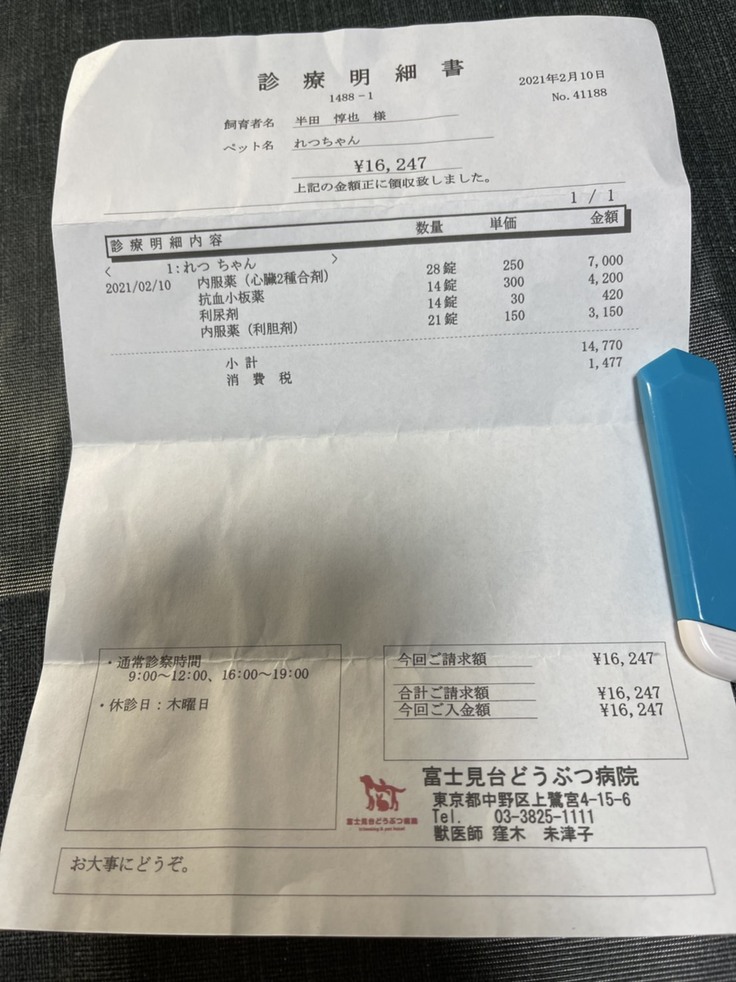 診療明細書
2021年2月10日
1488-1
No. 41188
飼育者名 半田 惇也 様
ペット名 れつちゃん
¥16,247
上記の金額正に領収致しました。
1 / 1
診療明細内容 数量 単価 金額
< 1:れつ ちゃん >
2021/02/10 内服薬（心臓2種合剤） 28錠 250 7,000
抗血小板薬 14錠 300 4,200
利尿剤 14錠 30 420
内服薬（利胆剤） 21錠 150 3,150
小計 14,770
消費税 1,477
・通常診察時間
9:00～12:00、16:00～19:00
・休診日：木曜日
今回ご請求額 ¥16,247
合計ご請求額 ¥16,247
今回ご入金額 ¥16,247
富士見台どうぶつ病院
富士見台どうぶつ病院
東京都中野区上鷺宮4-15-6
Tel. 03-3825-1111
獣医師 窪木 未津子
お大事にどうぞ。